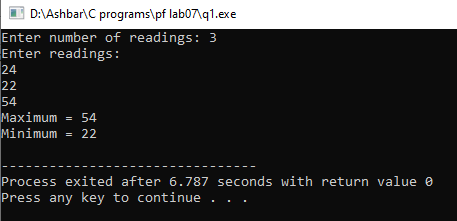 D:\Ashbar\C programs\pf lab07\q1.exe
Enter number of readings: 3
Enter readings:
24
22
54
Maximum = 54
Minimum = 22
--------------------------------
Process exited after 6.787 seconds with return value 0
Press any key to continue . . .